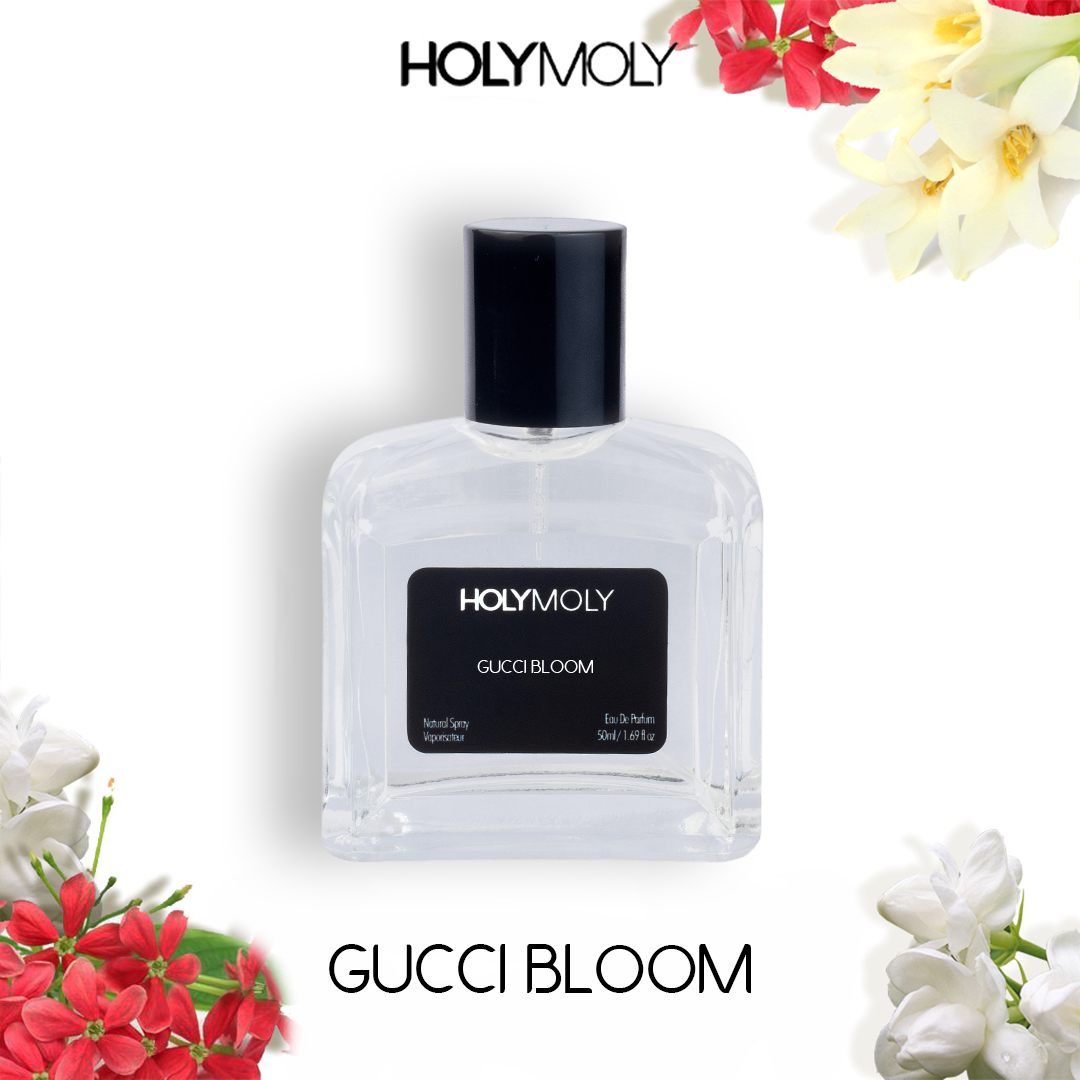 HOLYMOLY
HOLYMOLY
GUCCI BLOOM
Natural Spray
Vaporisateur
Eau De Parfum
50ml / 1.69 fl oz
GUCCI BLOOM